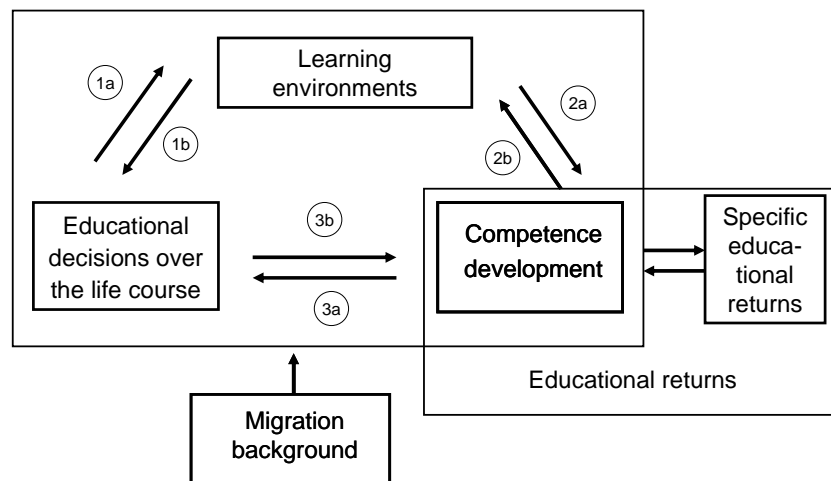 Learning
environments
1a
1b
2a
2b
Educational
decisions over
the life course
3b
3a
Competence
development
Specific
educa-
tional
returns
Educational returns
Migration
background